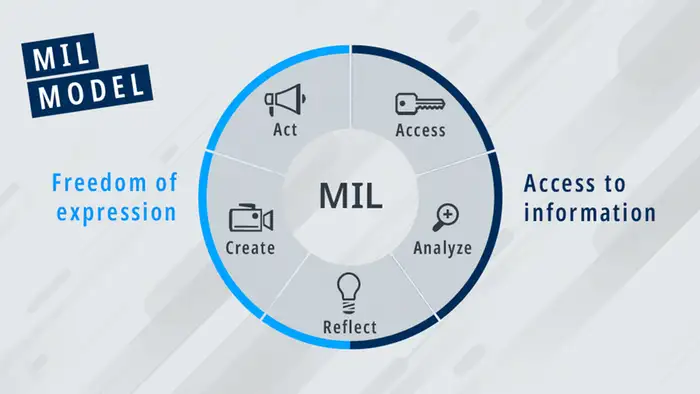 MIL
MODEL
Act
Access
Freedom of
expression
MIL
Access to
information
Create
Analyze
Reflect